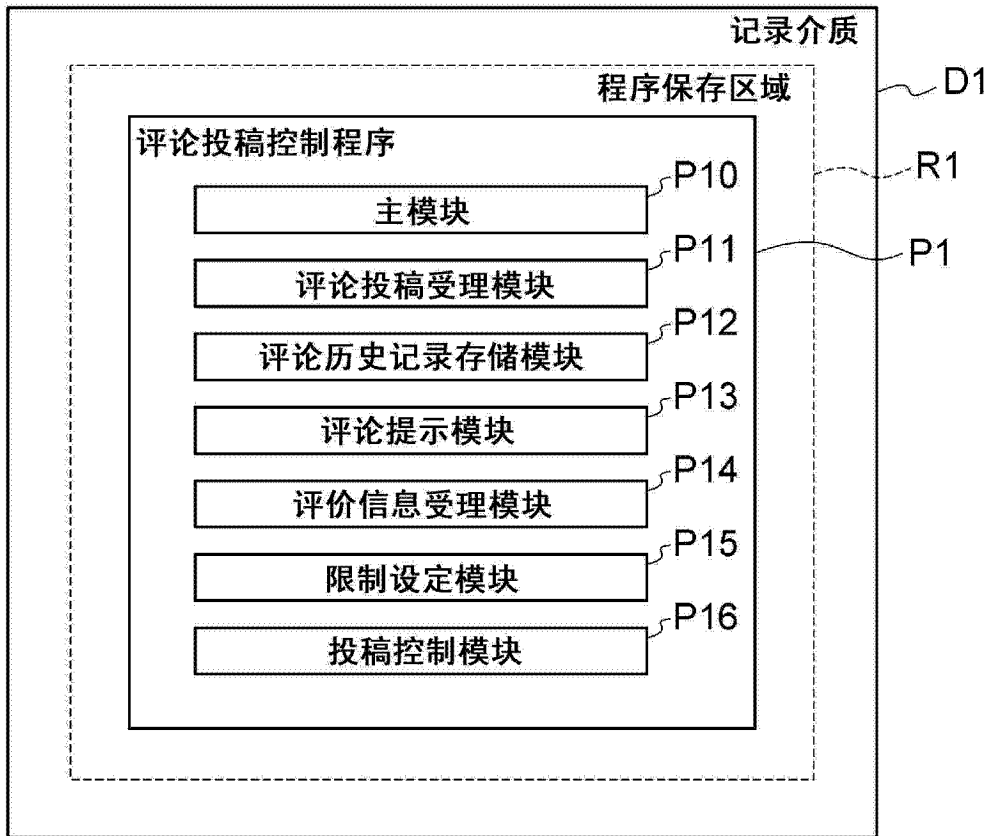 记录介质
D1
程序保存区域
R1
评论投稿控制程序
P1
P10
主模块
P11
评论投稿受理模块
P12
评论历史记录存储模块
P13
评论提示模块
P14
评价信息受理模块
P15
限制设定模块
P16
投稿控制模块